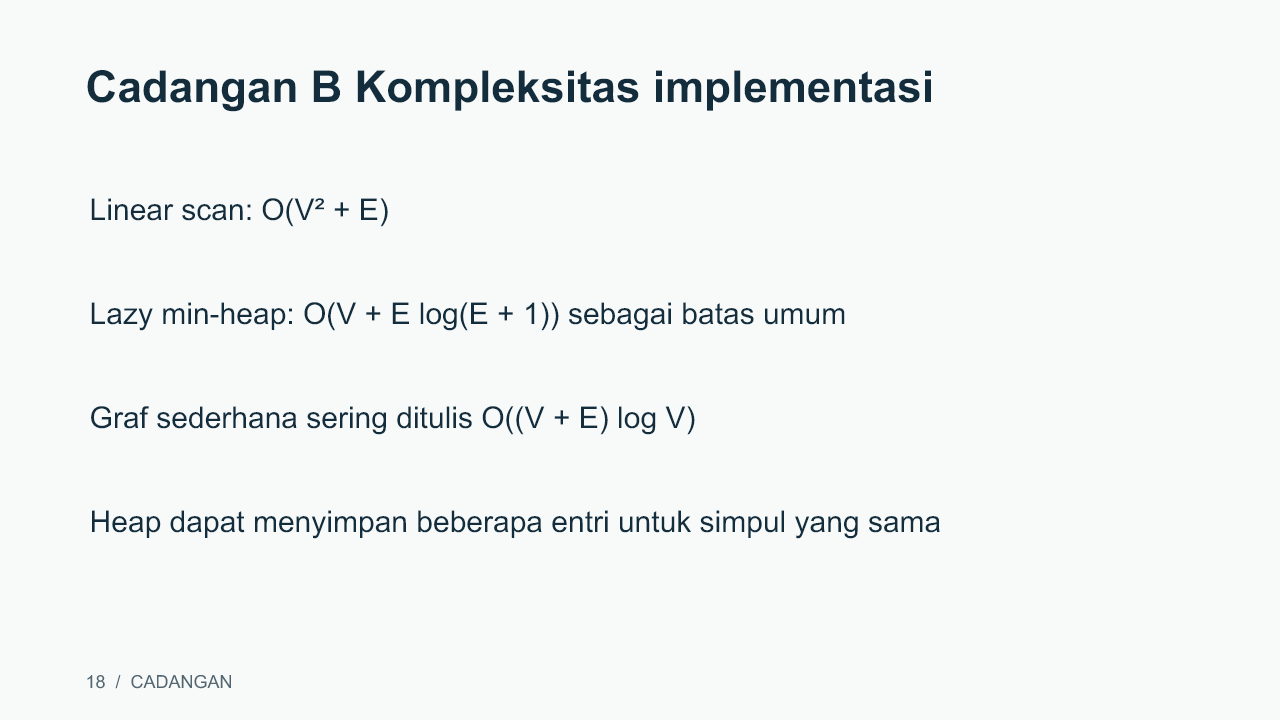 Cadangan B Kompleksitas implementasi
Linear scan: O(V² + E)
Lazy min-heap: O(V + E log(E + 1)) sebagai batas umum
Graf sederhana sering ditulis O((V + E) log V)
Heap dapat menyimpan beberapa entri untuk simpul yang sama
18 / CADANGAN